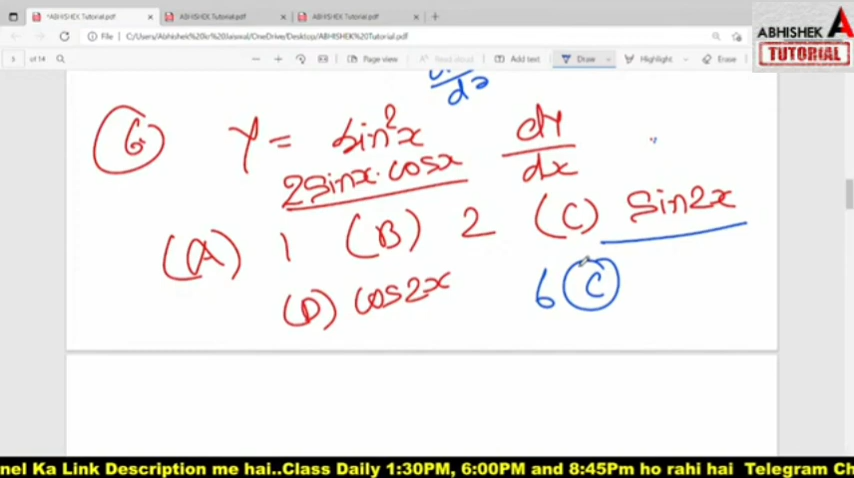 *ABHISHEK Tutorial.pdf
ABHISHEK Tutorial.pdf
ABHISHEK Tutorial.pdf
File
C:/Users/Abhishek%20kr%20Jaiswal/OneDrive/Desktop/ABHISHEK%20Tutorial.pdf
ABHISHEK
TUTORIAL
3 of 14
Page view
Read aloud
Add text
Draw
Highlight
Erase
6 Y = sin²x dy/dx
2sinx·cosx
(A) 1 (B) 2 (C) sin2x
(D) cos2x 6 C
nel Ka Link Description me hai..Class Daily 1:30PM, 6:00PM and 8:45Pm ho rahi hai Telegram Ch